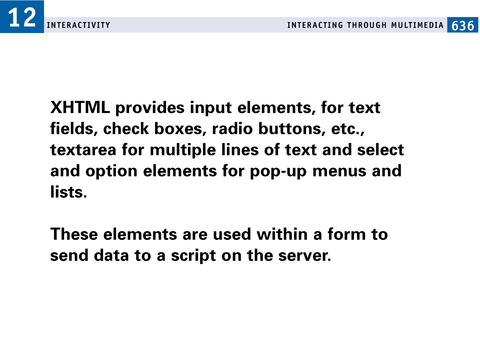 12 INTERACTIVITY INTERACTING THROUGH MULTIMEDIA 636
XHTML provides input elements, for text
fields, check boxes, radio buttons, etc.,
textarea for multiple lines of text and select
and option elements for pop-up menus and
lists.
These elements are used within a form to
send data to a script on the server.